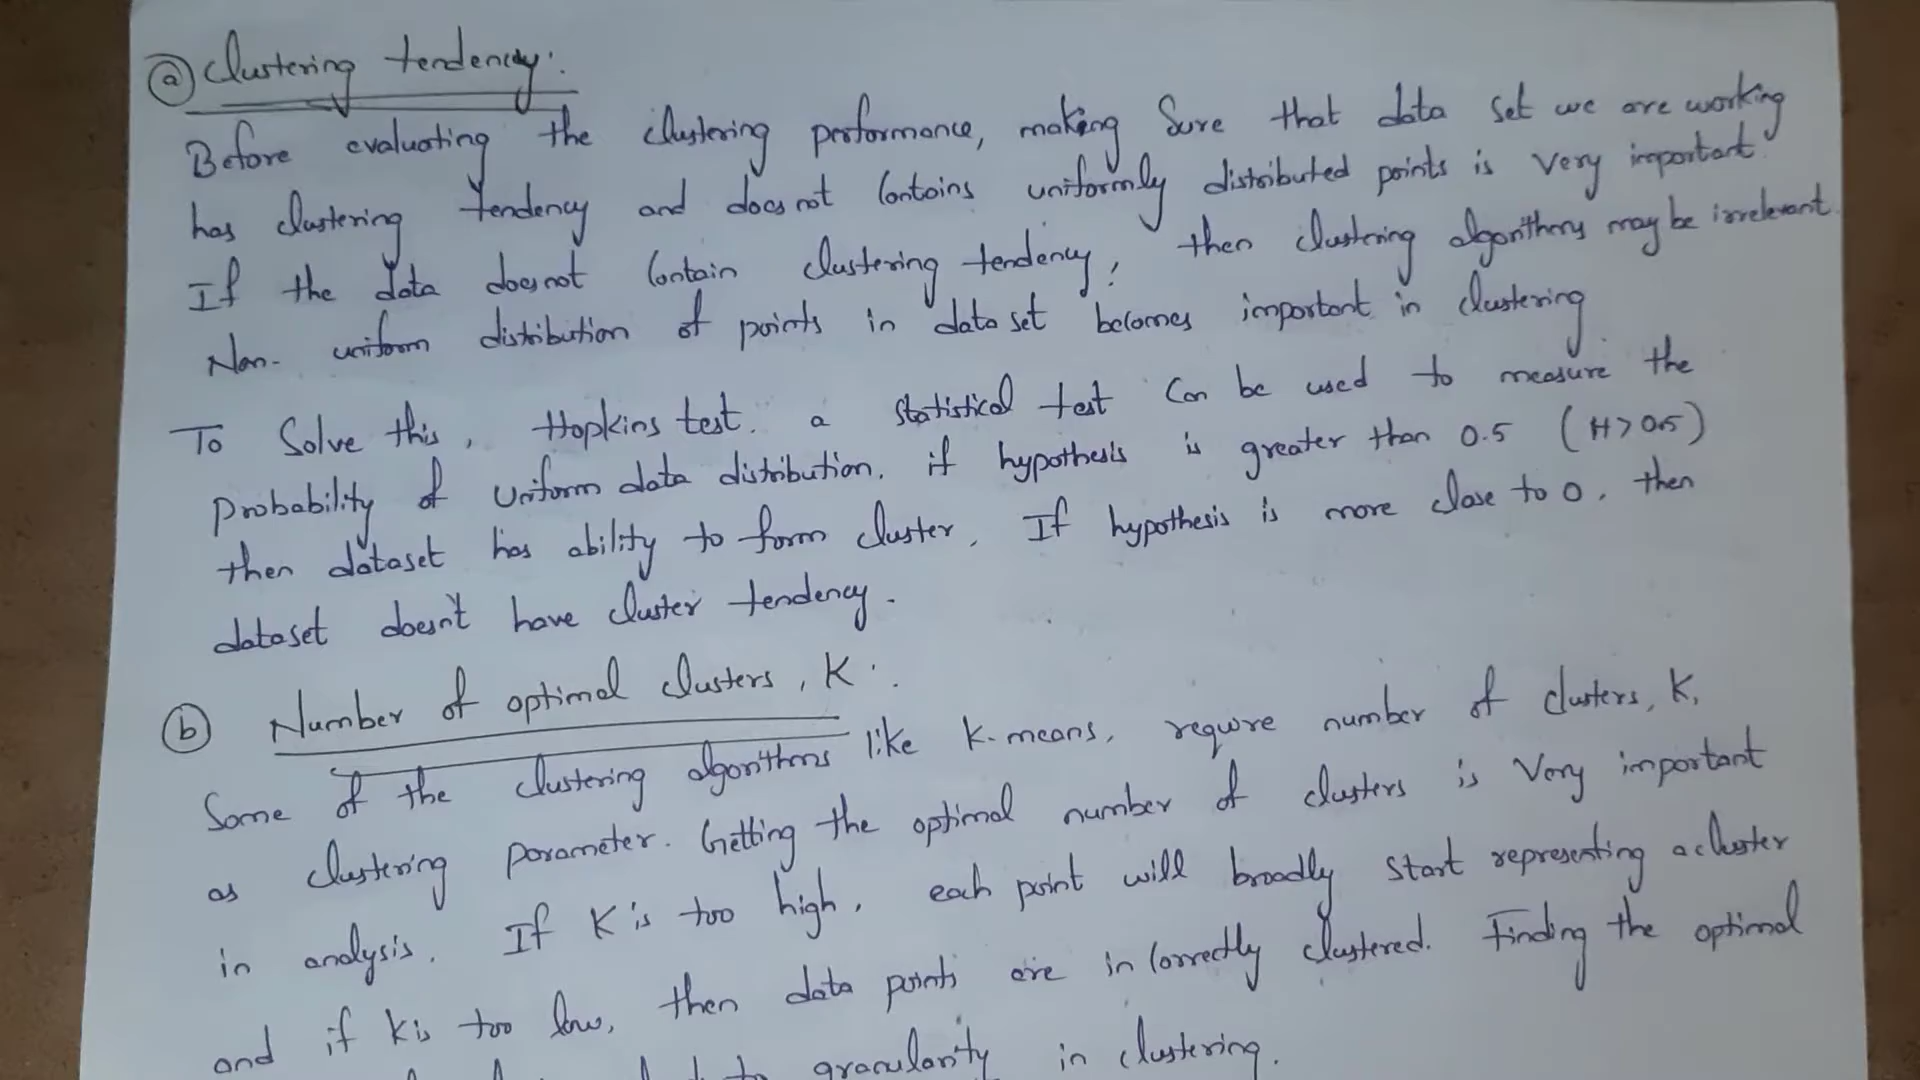 (a) Clustering tendency:
Before evaluating the clustering performance, making Sure that data set we are working
has clustering tendency and does not Contains uniformly distributed points is very important.
If the data does not Contain clustering tendency, then clustering algorithms may be irrelevant.
Non- uniform distribution of points in data set becomes important in clustering
To Solve this, Hopkins test, a statistical test Can be used to measure the
probability of Uniform data distribution. if hypothesis is greater than 0.5 (H>0.5)
then dataset has ability to form cluster. If hypothesis is more close to 0, then
dataset doesn't have cluster tendency.
(b) Number of optimal clusters, K:
Some of the clustering algorithms like K-means, require number of clusters, K,
as clustering parameter. Getting the optimal number of clusters is Very important
in analysis. If K is too high, each point will broadly start representing a cluster
and if K is too low, then data points are incorrectly clustered. Finding the optimal
granularity in clustering.